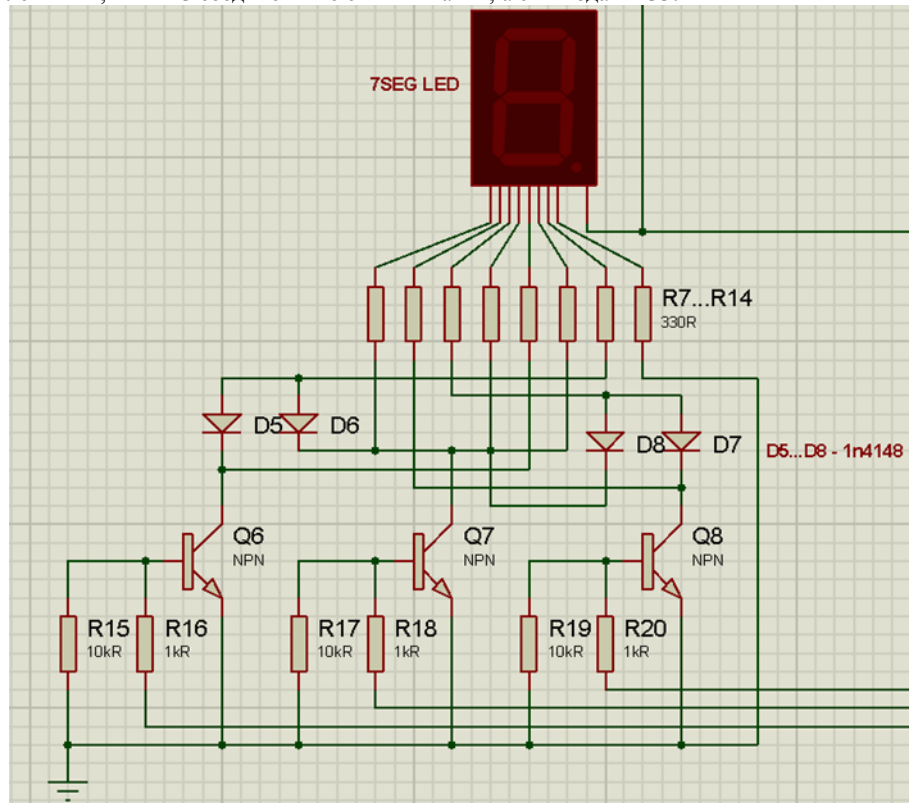 7SEG LED
R7...R14
330R
D5
D6
D8
D7
D5...D8 - 1n4148
Q6
NPN
Q7
NPN
Q8
NPN
R15
10kR
R16
1kR
R17
10kR
R18
1kR
R19
10kR
R20
1kR